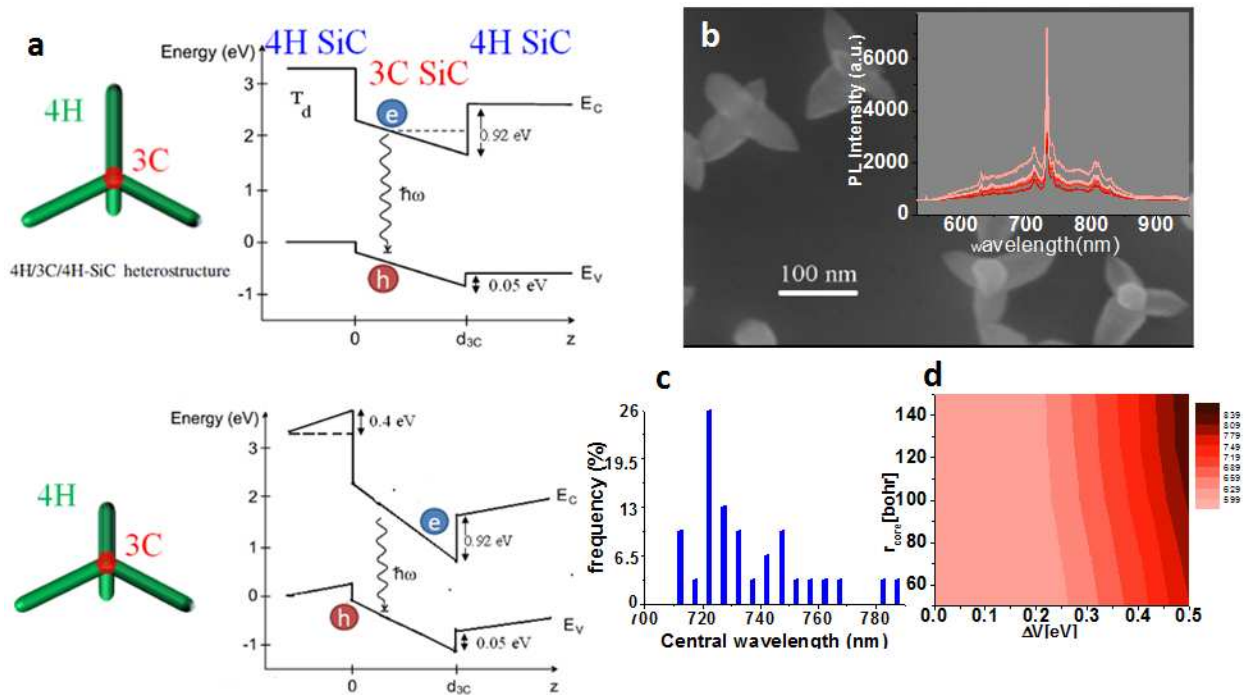 a
Energy (eV)
4H SiC
4H SiC
3C SiC
4H
3C
4H/3C/4H-SiC heterostructure
3
2
1
0
-1
T_d
e
h
ħω
E_C
0.92 eV
E_V
0.05 eV
0
d_3C
z
b
PL Intensity (a.u.)
6000
4000
2000
0
600
700
800
900
wavelength(nm)
100 nm
4H
3C
Energy (eV)
3
2
1
0
-1
0.4 eV
e
h
ħω
E_C
0.92 eV
E_V
0.05 eV
0
d_3C
z
c
frequency (%)
26
19.5
13
6.5
0
700
720
740
760
780
Central wavelength (nm)
d
r_core[bohr]
140
120
100
80
60
0.0
0.1
0.2
0.3
0.4
0.5
ΔV[eV]
839
809
779
749
719
689
659
629
599